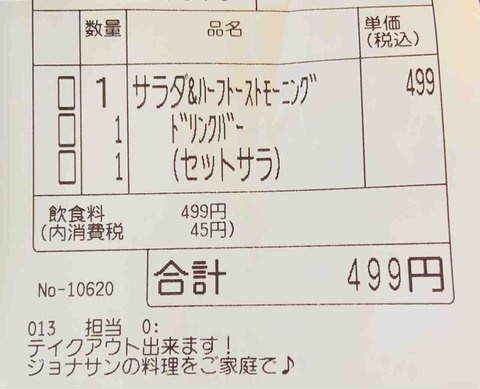 数量 品名 単価
(税込)
□ 1 サラダ&ハーフトーストモーニング 499
□ 1 ドリンクバー
□ 1 (セットサラ)
飲食料 499円
(内消費税 45円)
合計 499円
No-10620
013 担当 0:
テイクアウト出来ます!
ジョナサンの料理をご家庭で♪